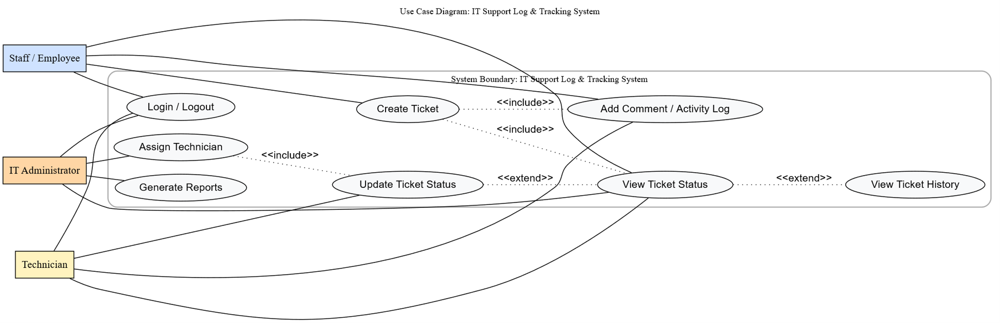 Use Case Diagram: IT Support Log & Tracking System
Staff / Employee
System Boundary: IT Support Log & Tracking System
Login / Logout
Create Ticket
<<include>>
Add Comment / Activity Log
<<include>>
Assign Technician
<<include>>
IT Administrator
Generate Reports
Update Ticket Status
<<extend>>
View Ticket Status
<<extend>>
View Ticket History
Technician